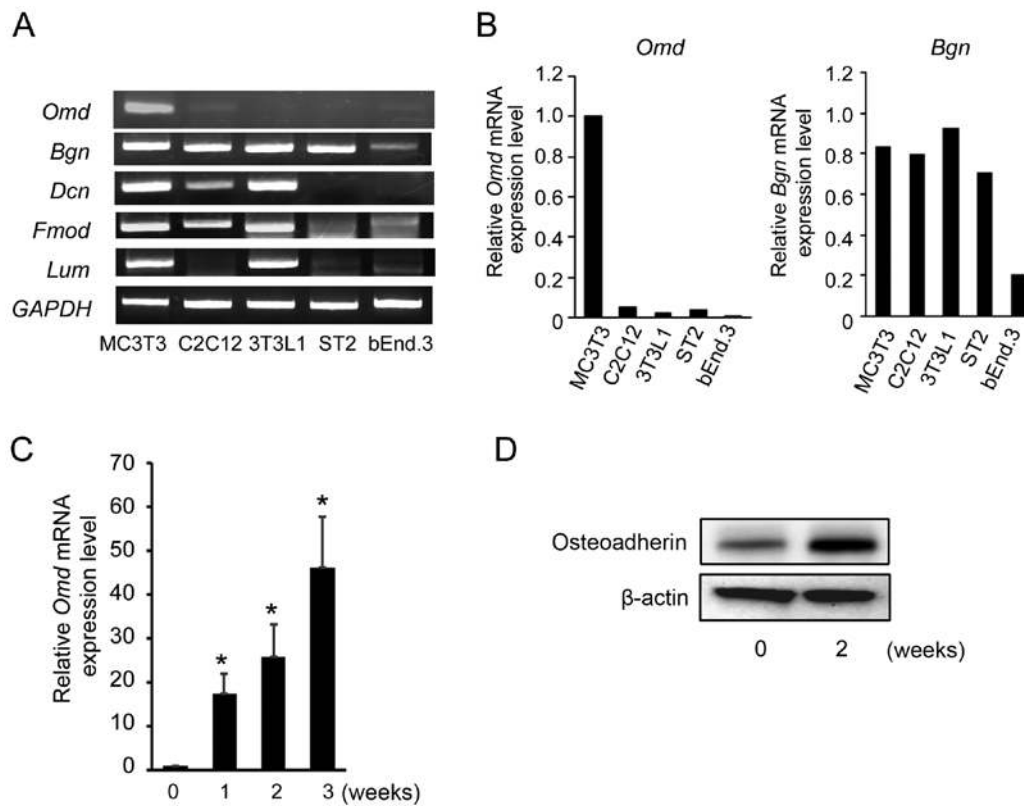 A
Omd
Bgn
Dcn
Fmod
Lum
GAPDH
MC3T3 C2C12 3T3L1 ST2 bEnd.3
B
Omd
Relative Omd mRNA
expression level
1.2
1.0
0.8
0.6
0.4
0.2
0
MC3T3
C2C12
3T3L1
ST2
bEnd.3
Bgn
Relative Bgn mRNA
expression level
1.2
1.0
0.8
0.6
0.4
0.2
0
MC3T3
C2C12
3T3L1
ST2
bEnd.3
C
Relative Omd mRNA
expression level
70
60
50
40
30
20
10
0
* * *
0 1 2 3 (weeks)
D
Osteoadherin
β-actin
0 2 (weeks)